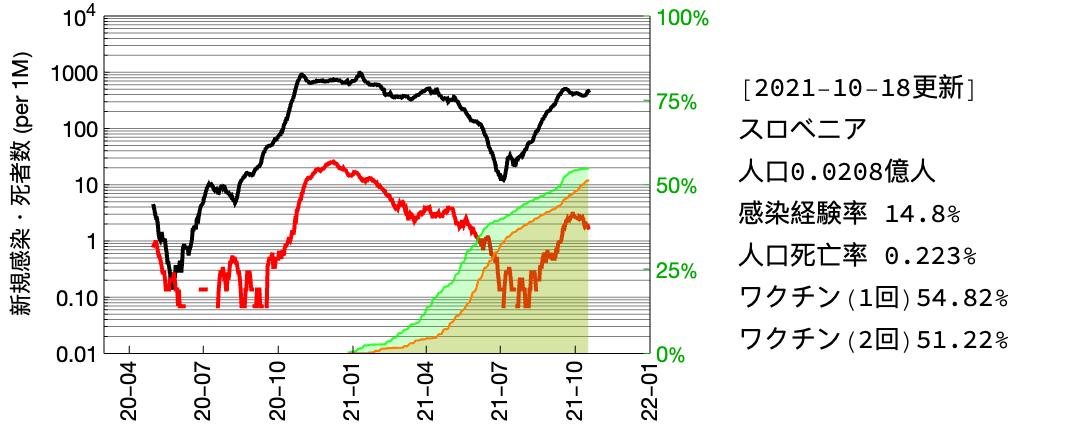 新規感染・死者数 (per 1M)
10^4
1000
100
10
1
0.1
0.10
0.01
100%
75%
50%
25%
0%
20-04
20-07
20-10
21-01
21-04
21-07
21-10
22-01
[2021-10-18更新]
スロベニア
人口0.0208億人
感染経験率 14.8%
人口死亡率 0.223%
ワクチン(1回)54.82%
ワクチン(2回)51.22%